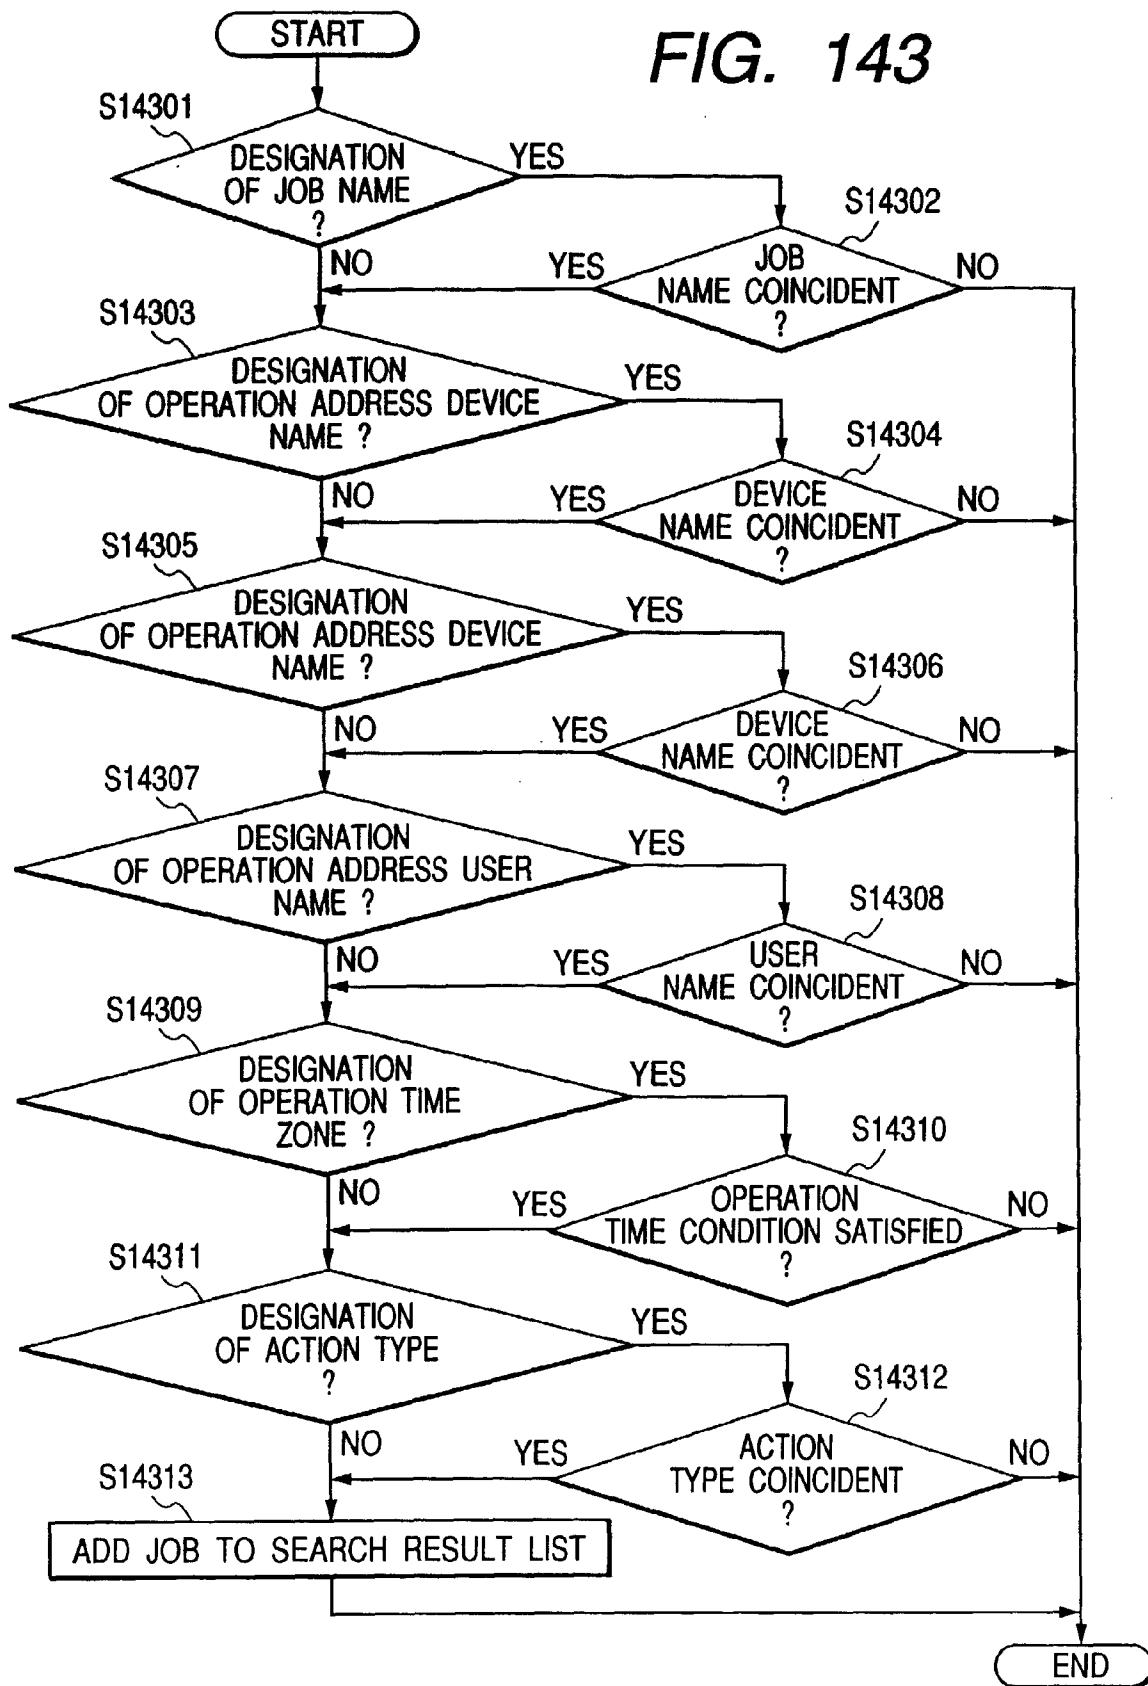 START
FIG. 143
S14301
DESIGNATION
OF JOB NAME
?
YES
NO
S14302
JOB
NAME COINCIDENT
?
YES
NO
S14303
DESIGNATION
OF OPERATION ADDRESS DEVICE
NAME ?
YES
NO
S14304
DEVICE
NAME COINCIDENT
?
YES
NO
S14305
DESIGNATION
OF OPERATION ADDRESS DEVICE
NAME ?
YES
NO
S14306
DEVICE
NAME COINCIDENT
?
YES
NO
S14307
DESIGNATION
OF OPERATION ADDRESS USER
NAME ?
YES
NO
S14308
USER
NAME COINCIDENT
?
YES
NO
S14309
DESIGNATION
OF OPERATION TIME
ZONE ?
YES
NO
S14310
OPERATION
TIME CONDITION SATISFIED
?
YES
NO
S14311
DESIGNATION
OF ACTION TYPE
?
YES
NO
S14312
ACTION
TYPE COINCIDENT
?
YES
NO
S14313
ADD JOB TO SEARCH RESULT LIST
END